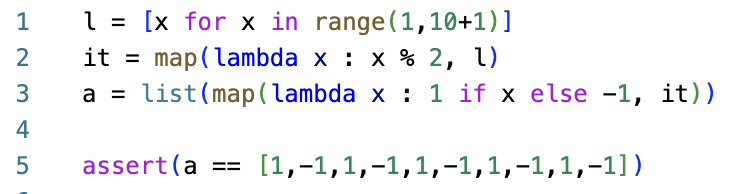 1 l = [x for x in range(1,10+1)]
2 it = map(lambda x : x % 2, l)
3 a = list(map(lambda x : 1 if x else -1, it))
4
5 assert(a == [1,-1,1,-1,1,-1,1,-1,1,-1])